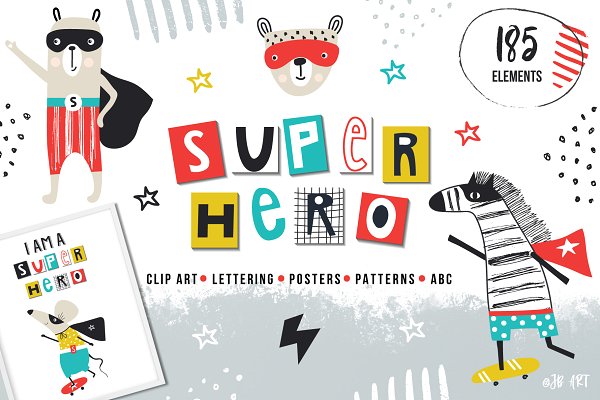 185
ELEMENTS
S
SUPeR
HeRO
I AM A
SUPeR
HeRO
S
CLIP ART • LETTERING • POSTERS • PATTERNS • ABC
©JB ART